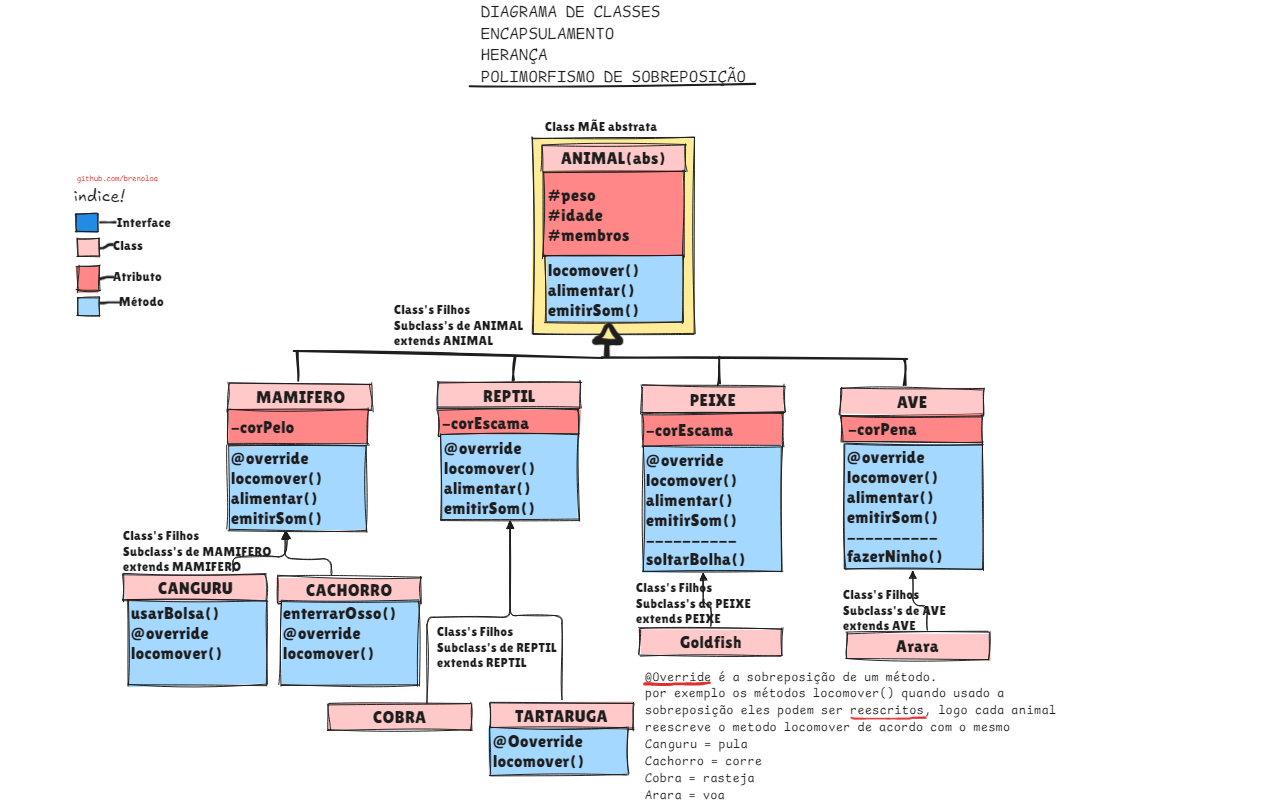 DIAGRAMA DE CLASSES
ENCAPSULAMENTO
HERANÇA
POLIMORFISMO DE SOBREPOSIÇÃO
Class MÃE abstrata
ANIMAL(abs)
#peso
#idade
#membros
locomover()
alimentar()
emitirSom()
github.com/brenoloa
indice!
Interface
Class
Atributo
Método
Class's Filhos
Subclass's de ANIMAL
extends ANIMAL
MAMIFERO
-corPelo
@override
locomover()
alimentar()
emitirSom()
REPTIL
-corEscama
@override
locomover()
alimentar()
emitirSom()
PEIXE
-corEscama
@override
locomover()
alimentar()
emitirSom()
----------
soltarBolha()
AVE
-corPena
@override
locomover()
alimentar()
emitirSom()
----------
fazerNinho()
Class's Filhos
Subclass's de MAMIFERO
extends MAMIFERO
CANGURU
usarBolsa()
@override
locomover()
CACHORRO
enterrarOsso()
@override
locomover()
Class's Filhos
Subclass's de REPTIL
extends REPTIL
COBRA
TARTARUGA
@Ooverride
locomover()
Class's Filhos
Subclass's de PEIXE
extends PEIXE
Goldfish
Class's Filhos
Subclass's de AVE
extends AVE
Arara
@Override é a sobreposição de um método.
por exemplo os métodos locomover() quando usado a
sobreposição eles podem ser reescritos, logo cada animal
reescreve o metodo locomover de acordo com o mesmo
Canguru = pula
Cachorro = corre
Cobra = rasteja
Arara = voa